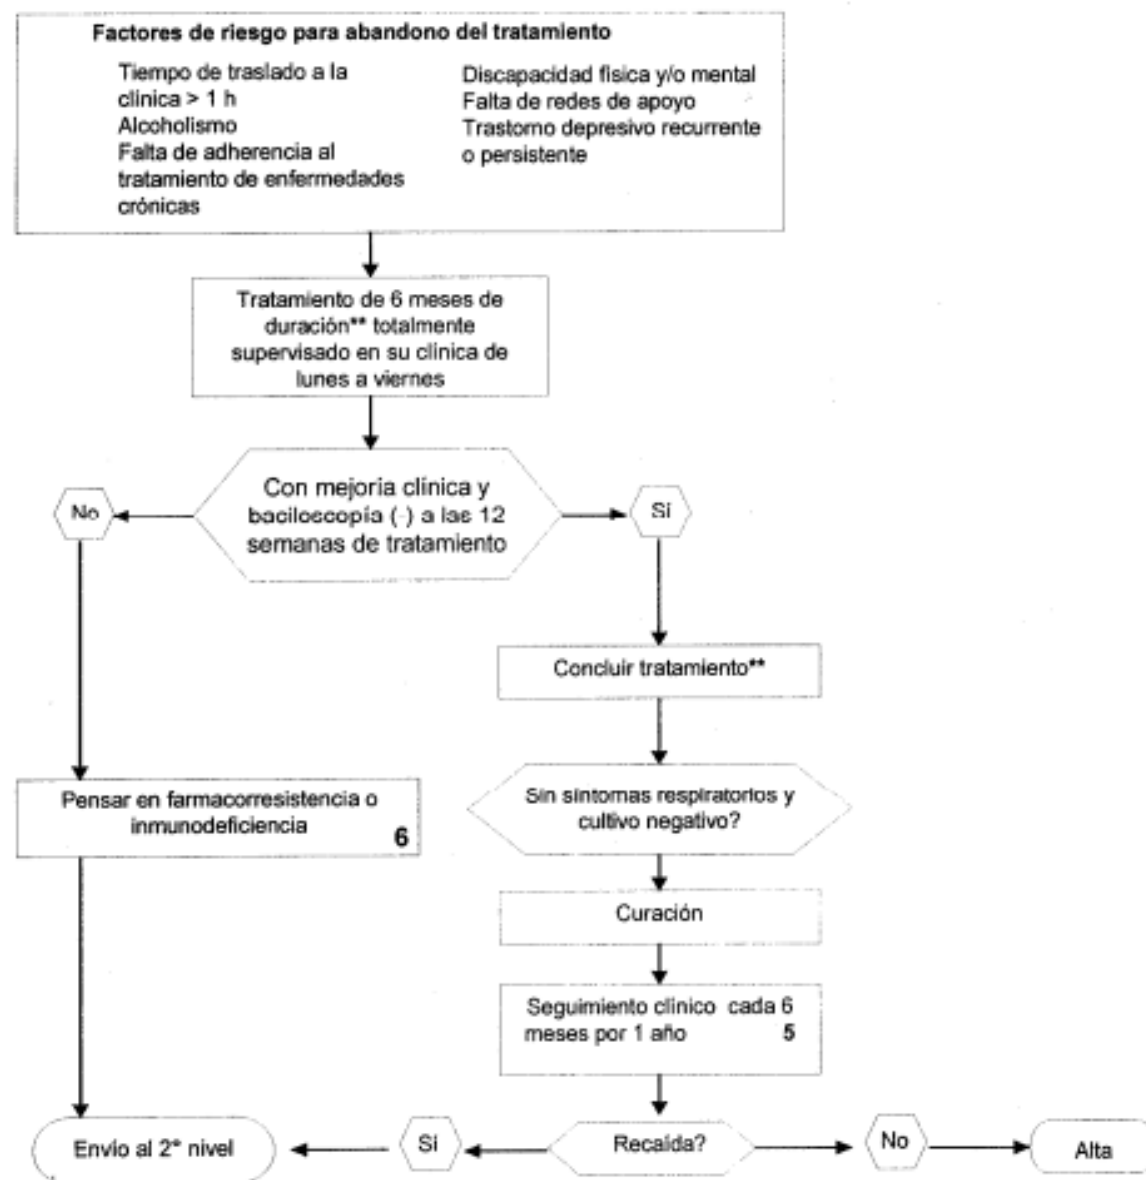 Factores de riesgo para abandono del tratamiento
Tiempo de traslado a la
clínica > 1 h
Alcoholismo
Falta de adherencia al
tratamiento de enfermedades
crónicas
Discapacidad física y/o mental
Falta de redes de apoyo
Trastorno depresivo recurrente
o persistente
Tratamiento de 6 meses de
duración** totalmente
supervisado en su clínica de
lunes a viernes
Con mejoría clínica y
baciloscopía (-) a las 12
semanas de tratamiento
No
Sí
Concluir tratamiento**
Pensar en farmacorresistencia o
inmunodeficiencia
6
Sin síntomas respiratorios y
cultivo negativo?
Curación
Seguimiento clínico cada 6
meses por 1 año 5
Envío al 2° nivel
Sí
Recaída?
No
Alta